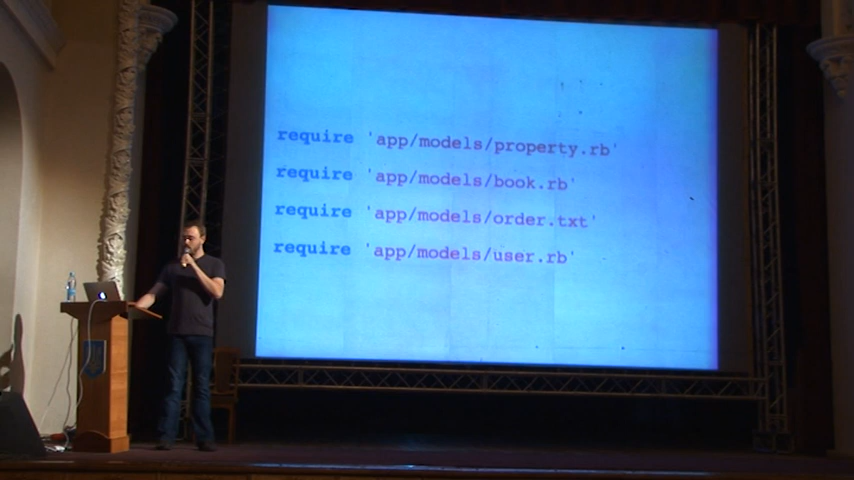 require 'app/models/property.rb'
require 'app/models/book.rb'
require 'app/models/order.txt'
require 'app/models/user.rb'